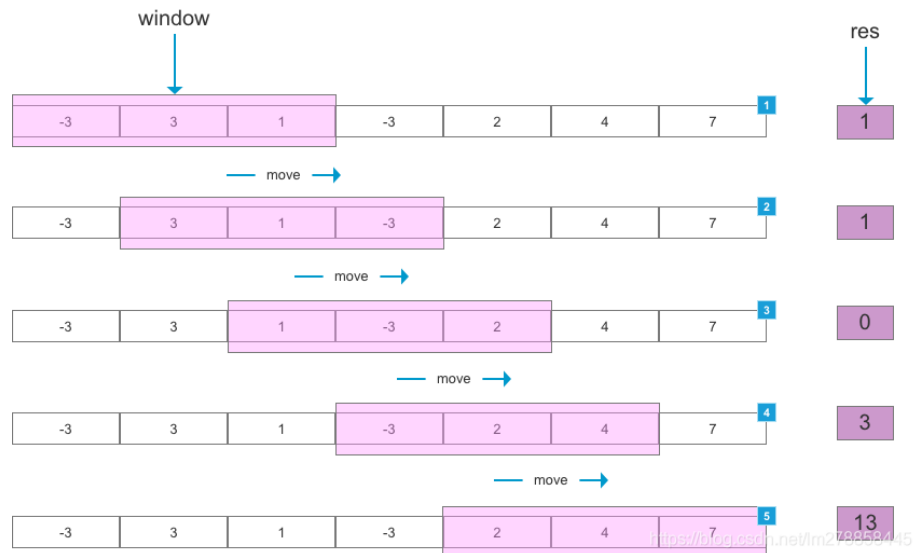 window
res
-3 3 1 -3 2 4 7 1 1
move
-3 3 1 -3 2 4 7 2 1
move
-3 3 1 -3 2 4 7 3 0
move
-3 3 1 -3 2 4 7 4 3
move
-3 3 1 -3 2 4 7 5 13
https://blog.csdn.net/lm278858445